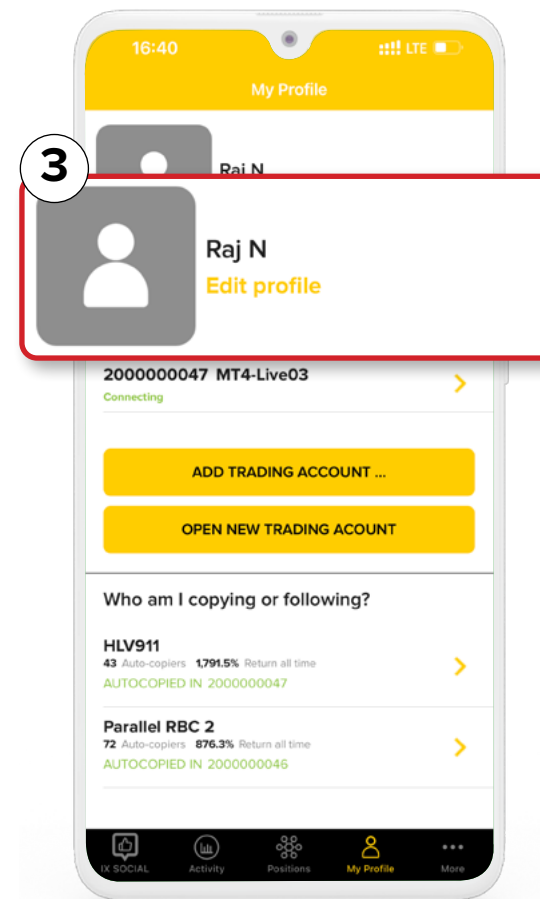 16:40 LTE
My Profile
Raj N
3
Raj N
Edit profile
2000000047 MT4-Live03
Connecting
ADD TRADING ACCOUNT ...
OPEN NEW TRADING ACOUNT
Who am I copying or following?
HLV911
43 Auto-copiers 1,791.5% Return all time
AUTOCOPIED IN 2000000047
Parallel RBC 2
72 Auto-copiers 876.3% Return all time
AUTOCOPIED IN 2000000046
IX SOCIAL Activity Positions My Profile More